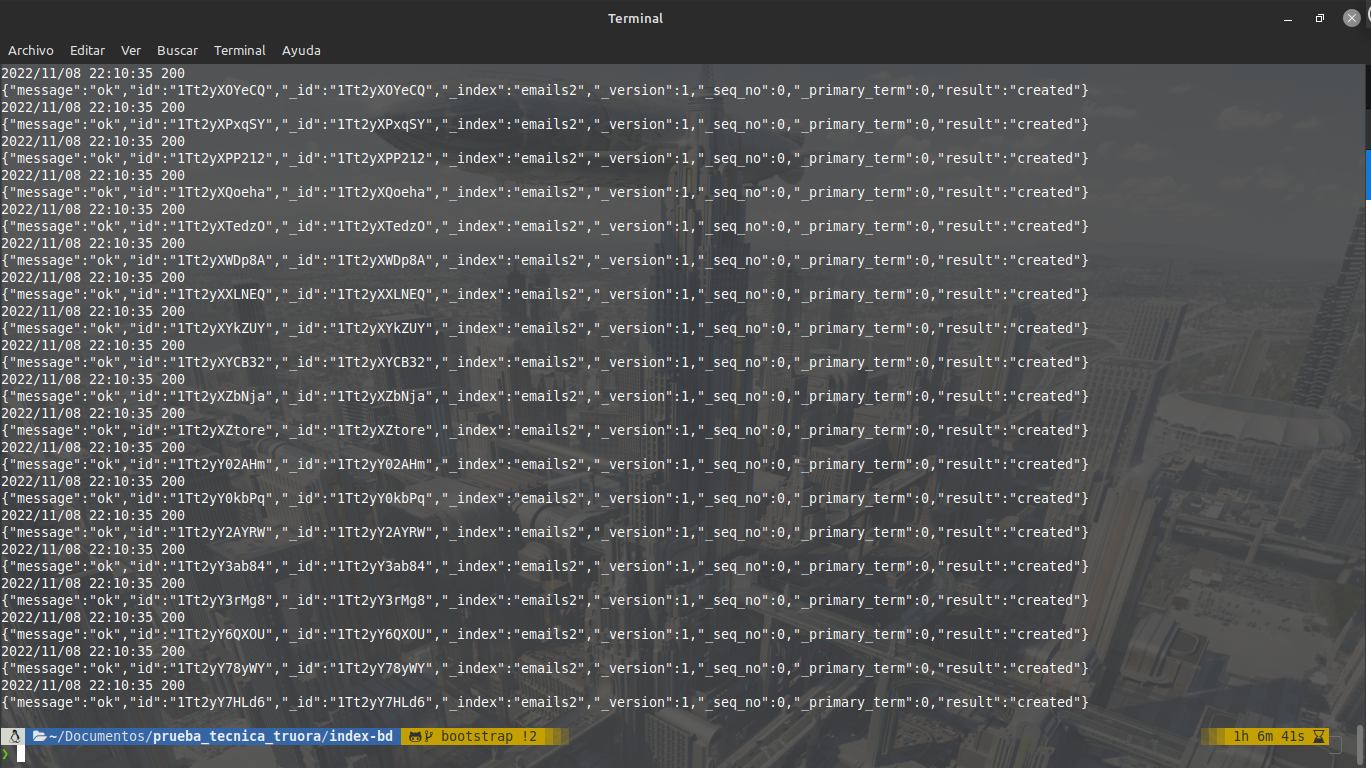 Terminal
Archivo Editar Ver Buscar Terminal Ayuda
2022/11/08 22:10:35 200
{"message":"ok","id":"1Tt2yXOYeCQ","_id":"1Tt2yXOYeCQ","_index":"emails2","_version":1,"_seq_no":0,"_primary_term":0,"result":"created"}
2022/11/08 22:10:35 200
{"message":"ok","id":"1Tt2yXPxqSY","_id":"1Tt2yXPxqSY","_index":"emails2","_version":1,"_seq_no":0,"_primary_term":0,"result":"created"}
2022/11/08 22:10:35 200
{"message":"ok","id":"1Tt2yXPP212","_id":"1Tt2yXPP212","_index":"emails2","_version":1,"_seq_no":0,"_primary_term":0,"result":"created"}
2022/11/08 22:10:35 200
{"message":"ok","id":"1Tt2yXQoeha","_id":"1Tt2yXQoeha","_index":"emails2","_version":1,"_seq_no":0,"_primary_term":0,"result":"created"}
2022/11/08 22:10:35 200
{"message":"ok","id":"1Tt2yXTedzO","_id":"1Tt2yXTedzO","_index":"emails2","_version":1,"_seq_no":0,"_primary_term":0,"result":"created"}
2022/11/08 22:10:35 200
{"message":"ok","id":"1Tt2yXWDp8A","_id":"1Tt2yXWDp8A","_index":"emails2","_version":1,"_seq_no":0,"_primary_term":0,"result":"created"}
2022/11/08 22:10:35 200
{"message":"ok","id":"1Tt2yXXLNEQ","_id":"1Tt2yXXLNEQ","_index":"emails2","_version":1,"_seq_no":0,"_primary_term":0,"result":"created"}
2022/11/08 22:10:35 200
{"message":"ok","id":"1Tt2yXYkZUY","_id":"1Tt2yXYkZUY","_index":"emails2","_version":1,"_seq_no":0,"_primary_term":0,"result":"created"}
2022/11/08 22:10:35 200
{"message":"ok","id":"1Tt2yXYCB32","_id":"1Tt2yXYCB32","_index":"emails2","_version":1,"_seq_no":0,"_primary_term":0,"result":"created"}
2022/11/08 22:10:35 200
{"message":"ok","id":"1Tt2yXZbNja","_id":"1Tt2yXZbNja","_index":"emails2","_version":1,"_seq_no":0,"_primary_term":0,"result":"created"}
2022/11/08 22:10:35 200
{"message":"ok","id":"1Tt2yXZtore","_id":"1Tt2yXZtore","_index":"emails2","_version":1,"_seq_no":0,"_primary_term":0,"result":"created"}
2022/11/08 22:10:35 200
{"message":"ok","id":"1Tt2yY02AHm","_id":"1Tt2yY02AHm","_index":"emails2","_version":1,"_seq_no":0,"_primary_term":0,"result":"created"}
2022/11/08 22:10:35 200
{"message":"ok","id":"1Tt2yY0kbPq","_id":"1Tt2yY0kbPq","_index":"emails2","_version":1,"_seq_no":0,"_primary_term":0,"result":"created"}
2022/11/08 22:10:35 200
{"message":"ok","id":"1Tt2yY2AYRW","_id":"1Tt2yY2AYRW","_index":"emails2","_version":1,"_seq_no":0,"_primary_term":0,"result":"created"}
2022/11/08 22:10:35 200
{"message":"ok","id":"1Tt2yY3ab84","_id":"1Tt2yY3ab84","_index":"emails2","_version":1,"_seq_no":0,"_primary_term":0,"result":"created"}
2022/11/08 22:10:35 200
{"message":"ok","id":"1Tt2yY3rMg8","_id":"1Tt2yY3rMg8","_index":"emails2","_version":1,"_seq_no":0,"_primary_term":0,"result":"created"}
2022/11/08 22:10:35 200
{"message":"ok","id":"1Tt2yY6QXOU","_id":"1Tt2yY6QXOU","_index":"emails2","_version":1,"_seq_no":0,"_primary_term":0,"result":"created"}
2022/11/08 22:10:35 200
{"message":"ok","id":"1Tt2yY78yWY","_id":"1Tt2yY78yWY","_index":"emails2","_version":1,"_seq_no":0,"_primary_term":0,"result":"created"}
2022/11/08 22:10:35 200
{"message":"ok","id":"1Tt2yY7HLd6","_id":"1Tt2yY7HLd6","_index":"emails2","_version":1,"_seq_no":0,"_primary_term":0,"result":"created"}
~/Documentos/prueba_tecnica_truora/index-bd bootstrap !2 1h 6m 41s
❯